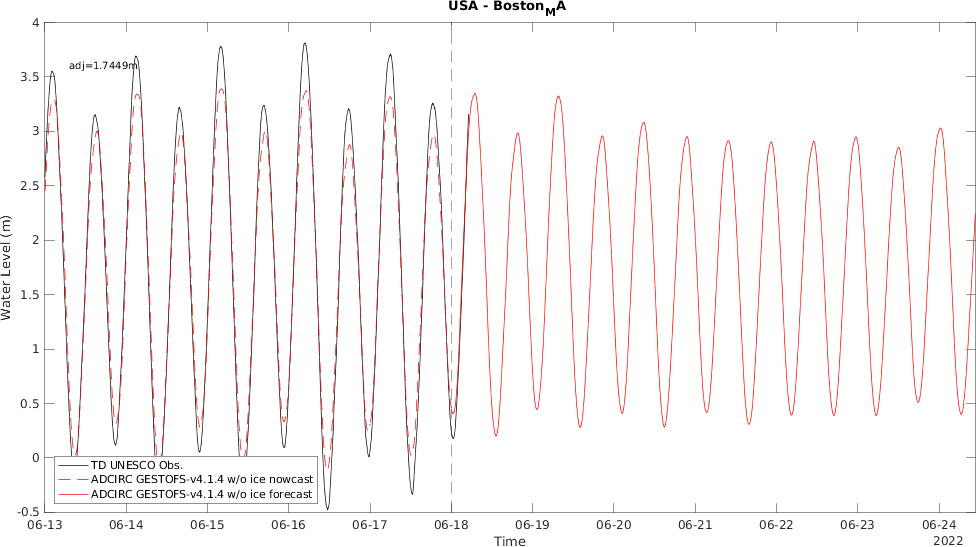 USA - Boston_MA
4
3.5
3
2.5
2
1.5
1
0.5
0
-0.5
Water Level (m)
adj=1.7449m
TD UNESCO Obs.
ADCIRC GESTOFS-v4.1.4 w/o ice nowcast
ADCIRC GESTOFS-v4.1.4 w/o ice forecast
06-13 06-14 06-15 06-16 06-17 06-18 06-19 06-20 06-21 06-22 06-23 06-24
Time
2022